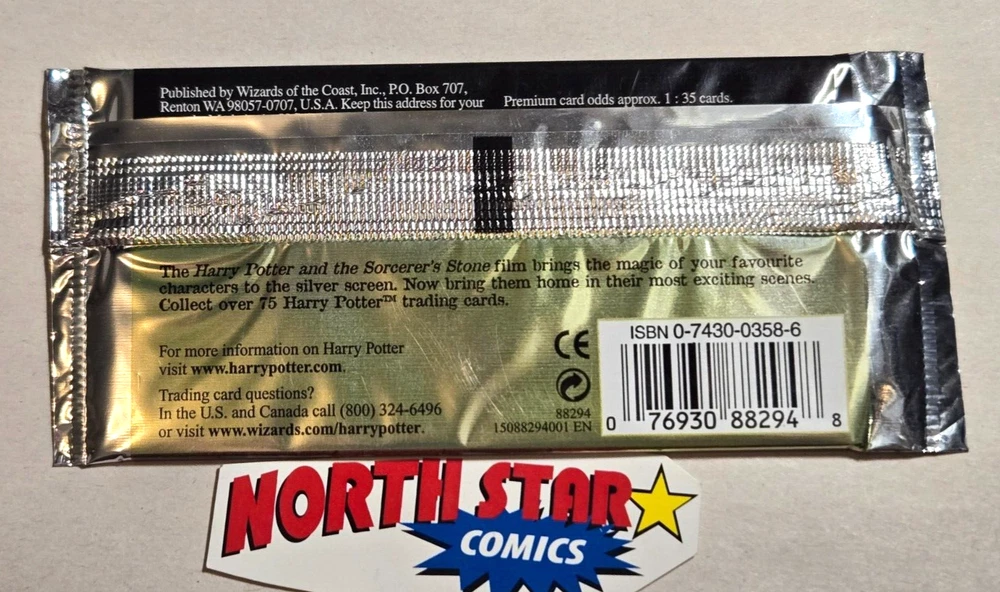 Published by Wizards of the Coast, Inc., P.O. Box 707,
Renton WA 98057-0707, U.S.A. Keep this address for your
Premium card odds approx. 1 : 35 cards.
The Harry Potter and the Sorcerer's Stone film brings the magic of your favourite
characters to the silver screen. Now bring them home in their most exciting scenes.
Collect over 75 Harry Potter™ trading cards.
For more information on Harry Potter
visit www.harrypotter.com.
Trading card questions?
In the U.S. and Canada call (800) 324-6496
or visit www.wizards.com/harrypotter.
CE
88294
15088294001 EN
ISBN 0-7430-0358-6
0 76930 88294 8
NORTH STAR
COMICS